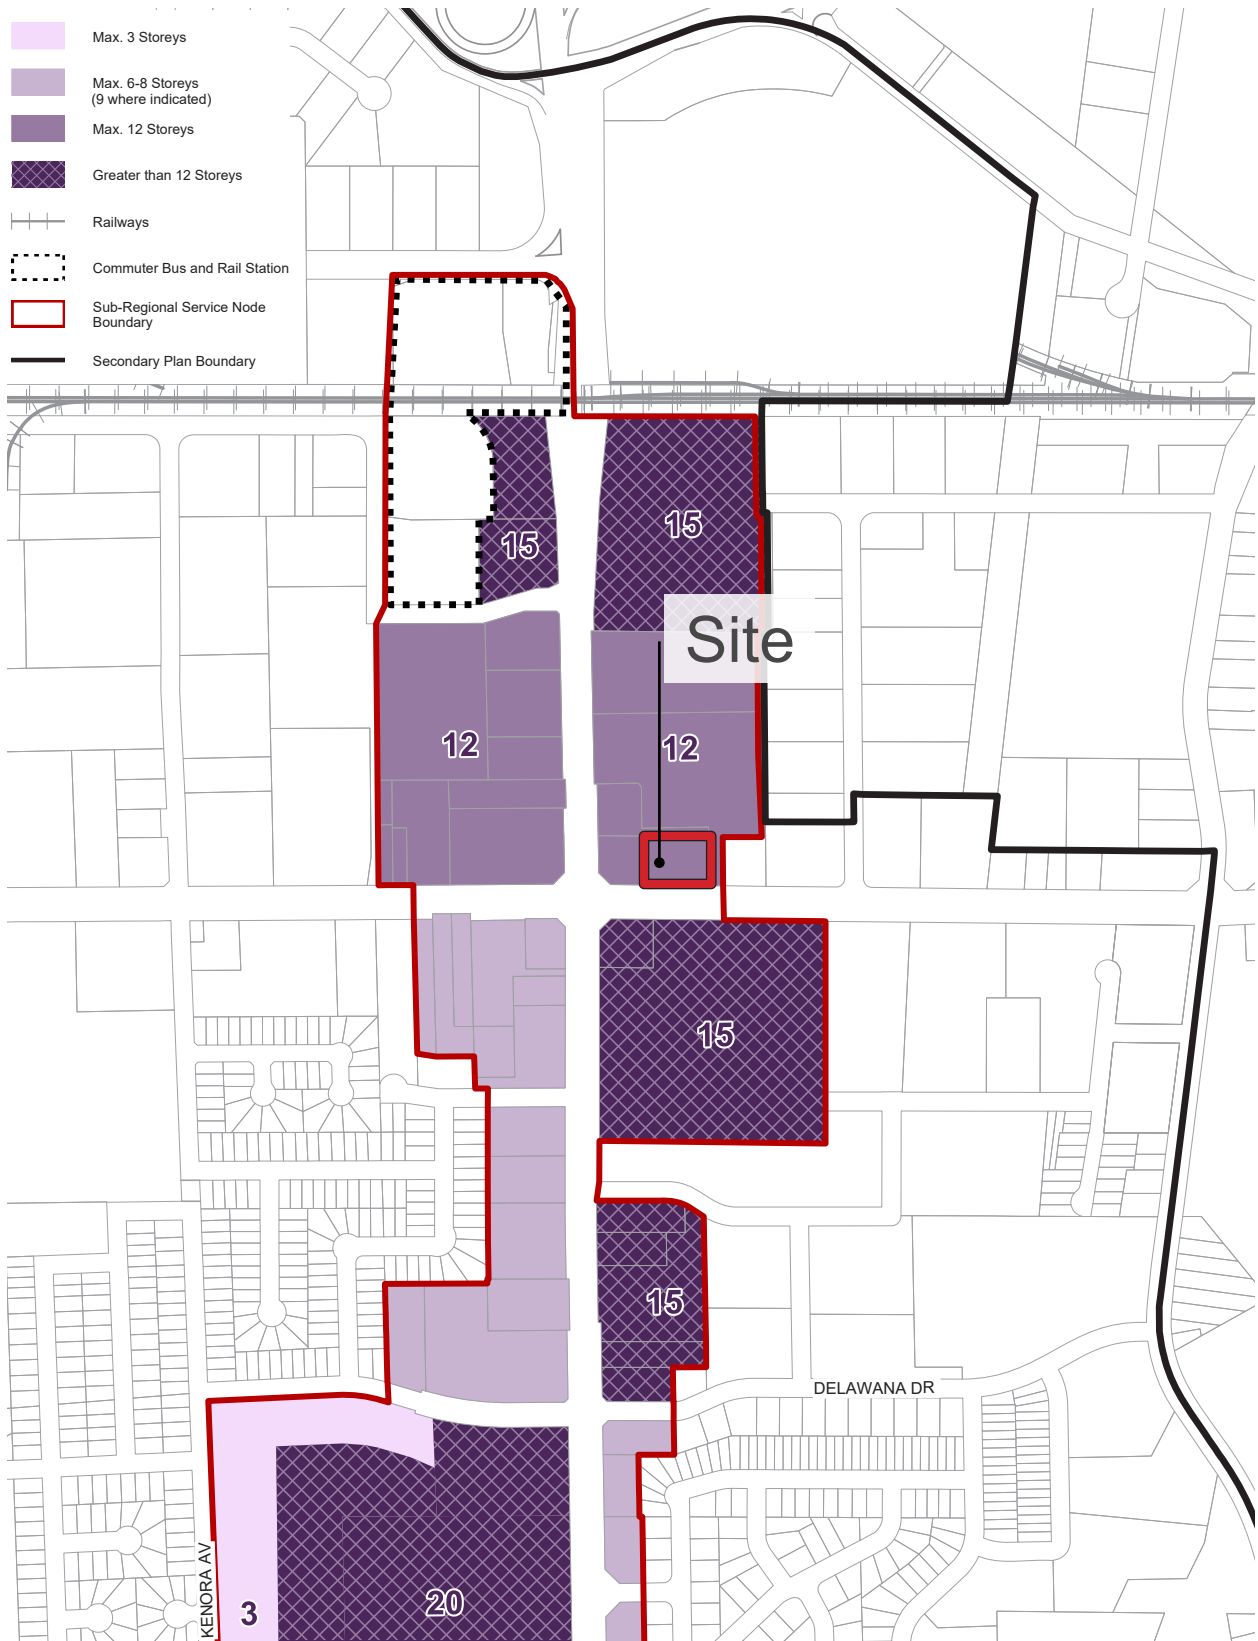 Max. 3 Storeys
Max. 6-8 Storeys
(9 where indicated)
Max. 12 Storeys
Greater than 12 Storeys
Railways
Commuter Bus and Rail Station
Sub-Regional Service Node
Boundary
Secondary Plan Boundary
15
15
Site
12
12
15
15
DELAWANA DR
KENORA AV
3
20